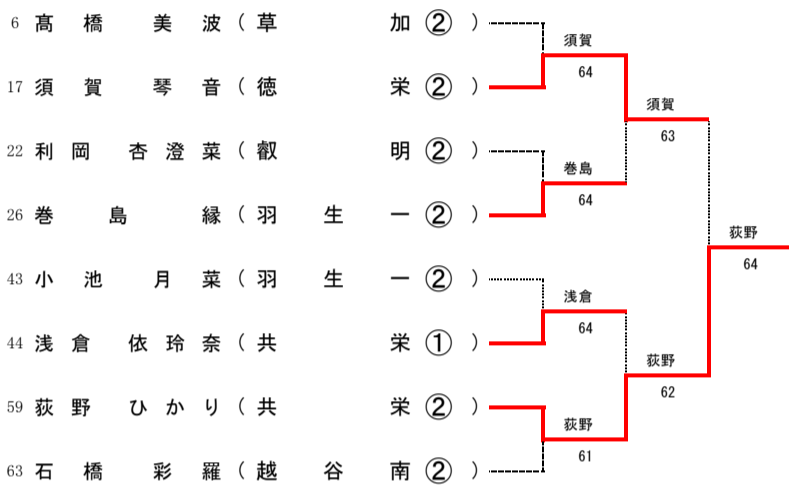 6 髙橋 美波（草 加②）
須賀
64
17 須賀 琴音（徳 栄②）
須賀
63
22 利岡 杏澄菜（叡 明②）
巻島
64
26 巻島 縁（羽生一②）
荻野
64
43 小池 月菜（羽生一②）
浅倉
64
44 浅倉 依玲奈（共 栄①）
荻野
62
59 荻野 ひかり（共 栄②）
荻野
61
63 石橋 彩羅（越谷南②）